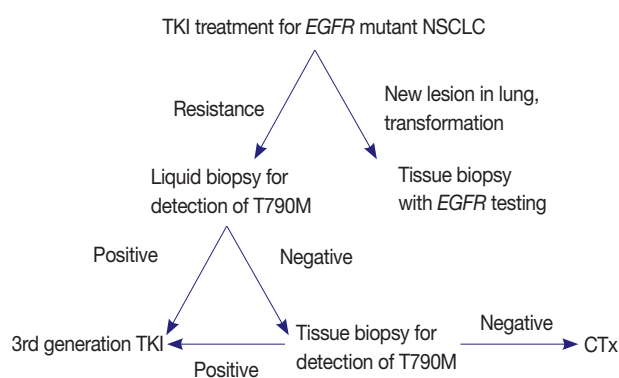 TKI treatment for EGFR mutant NSCLC
Resistance
New lesion in lung,
transformation
Liquid biopsy for
detection of T790M
Tissue biopsy
with EGFR testing
Positive
Negative
3rd generation TKI
Positive
Tissue biopsy for
detection of T790M
Negative
CTx